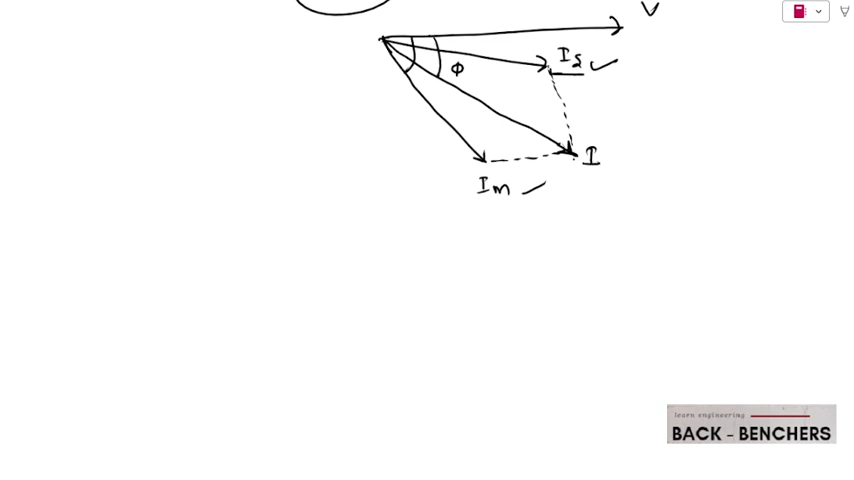 V
Is
Φ
I
Im
learn engineering
BACK - BENCHERS